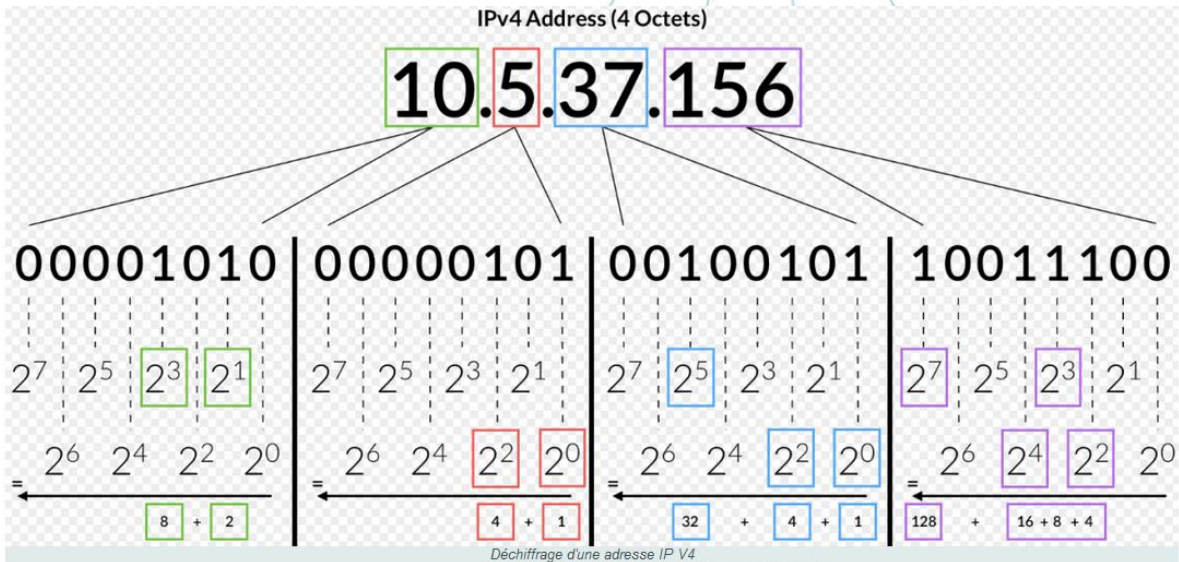 IPv4 Address (4 Octets)
10.5.37.156
00001010 00000101 00100101 10011100
2⁷ 2⁵ 2³ 2¹ 2⁷ 2⁵ 2³ 2¹ 2⁷ 2⁵ 2³ 2¹ 2⁷ 2⁵ 2³ 2¹
2⁶ 2⁴ 2² 2⁰ 2⁶ 2⁴ 2² 2⁰ 2⁶ 2⁴ 2² 2⁰ 2⁶ 2⁴ 2² 2⁰
= = = =
8 + 2 4 + 1 32 + 4 + 1 128 + 16 + 8 + 4
Déchiffrage d'une adresse IP V4